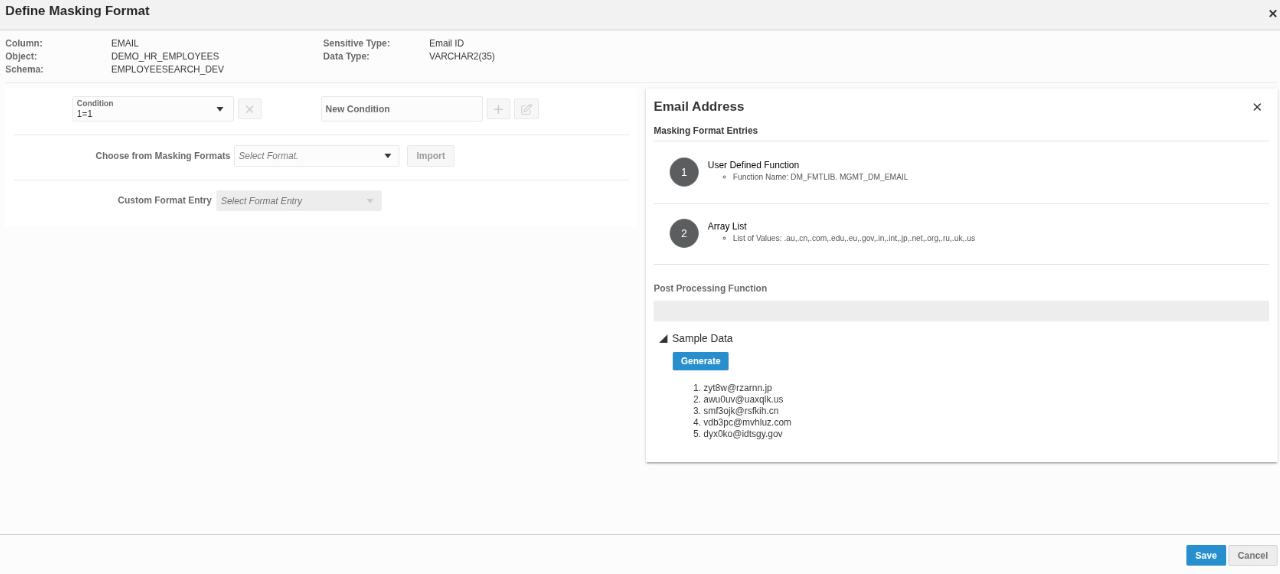 Define Masking Format
Column: EMAIL Sensitive Type: Email ID
Object: DEMO_HR_EMPLOYEES Data Type: VARCHAR2(35)
Schema: EMPLOYEESEARCH_DEV
Condition
1=1
New Condition
Choose from Masking Formats Select Format. Import
Custom Format Entry Select Format Entry
Email Address
Masking Format Entries
1 User Defined Function
Function Name: DM_FMTLIB. MGMT_DM_EMAIL
2 Array List
List of Values: .au,.cn,.com,.edu,.eu,.gov,.in,.int,.jp,.net,.org,.ru,.uk,.us
Post Processing Function
Sample Data
Generate
1. zyt8w@rzarnn.jp
2. awu0uv@uaxqlk.us
3. smf3ojk@rsfkih.cn
4. vdb3pc@mvhluz.com
5. dyx0ko@idtsgy.gov
Save Cancel